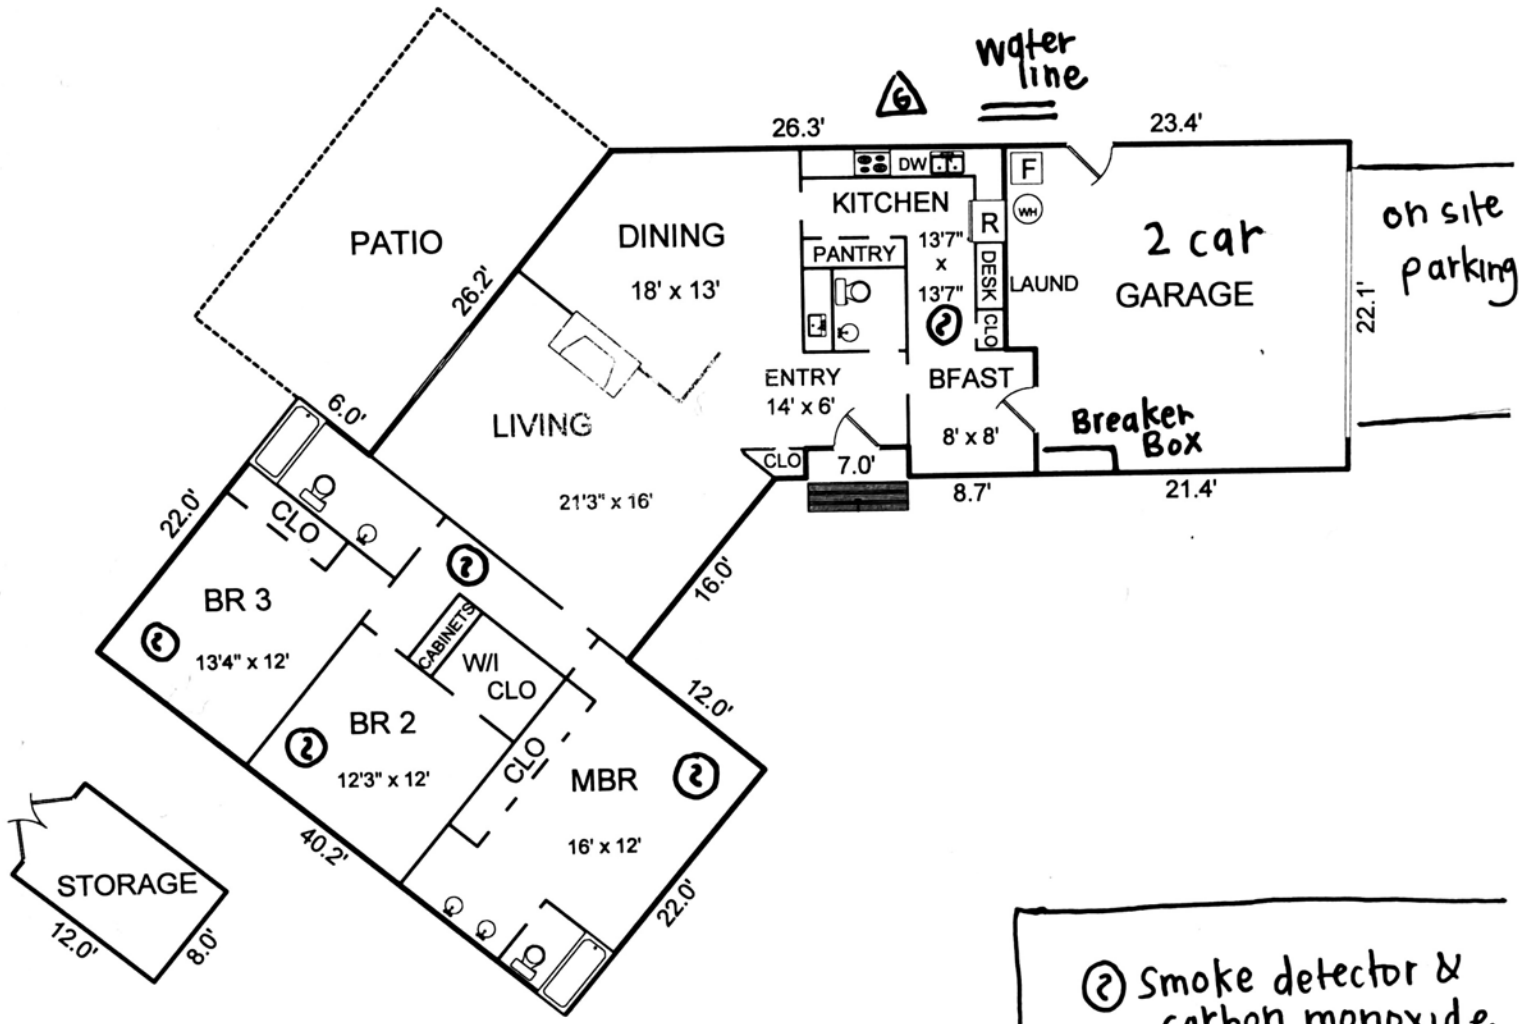 Water
line
G
26.3'
23.4'
DW
F
KITCHEN
WH
R
on site
parking
PATIO
DINING
13'7"
x
13'7"
PANTRY
2 car
GARAGE
18' x 13'
26.2'
DESK
LAUND
22.1'
S
CLO
ENTRY
14' x 6'
BFAST
8' x 8'
Breaker
Box
6.0'
LIVING
CLO
7.0'
8.7'
21.4'
21'3" x 16'
22.0'
CLO
S
16.0'
BR 3
13'4" x 12'
S
CABINETS
W/I
CLO
12.0'
BR 2
12'3" x 12'
S
CLO
MBR
16' x 12'
S
40.2'
22.0'
STORAGE
12.0'
8.0'
S Smoke detector &
carbon monoxide